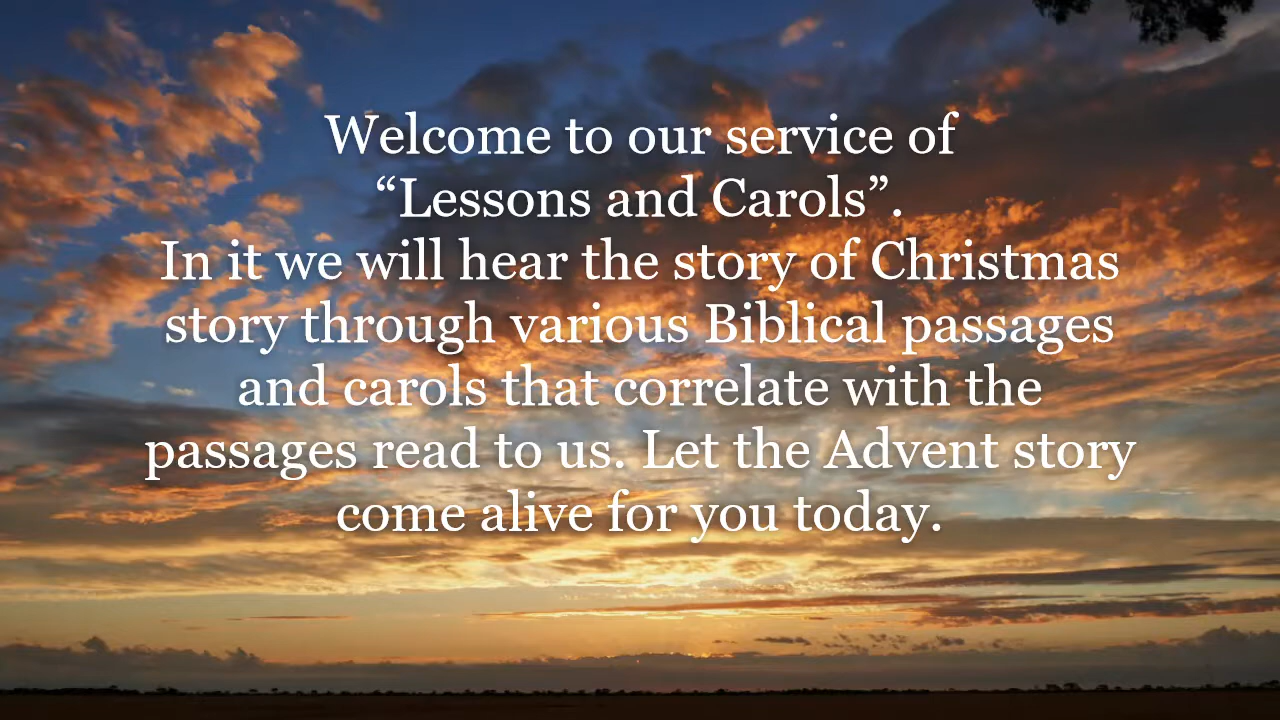 Welcome to our service of
“Lessons and Carols”.
In it we will hear the story of Christmas
story through various Biblical passages
and carols that correlate with the
passages read to us. Let the Advent story
come alive for you today.